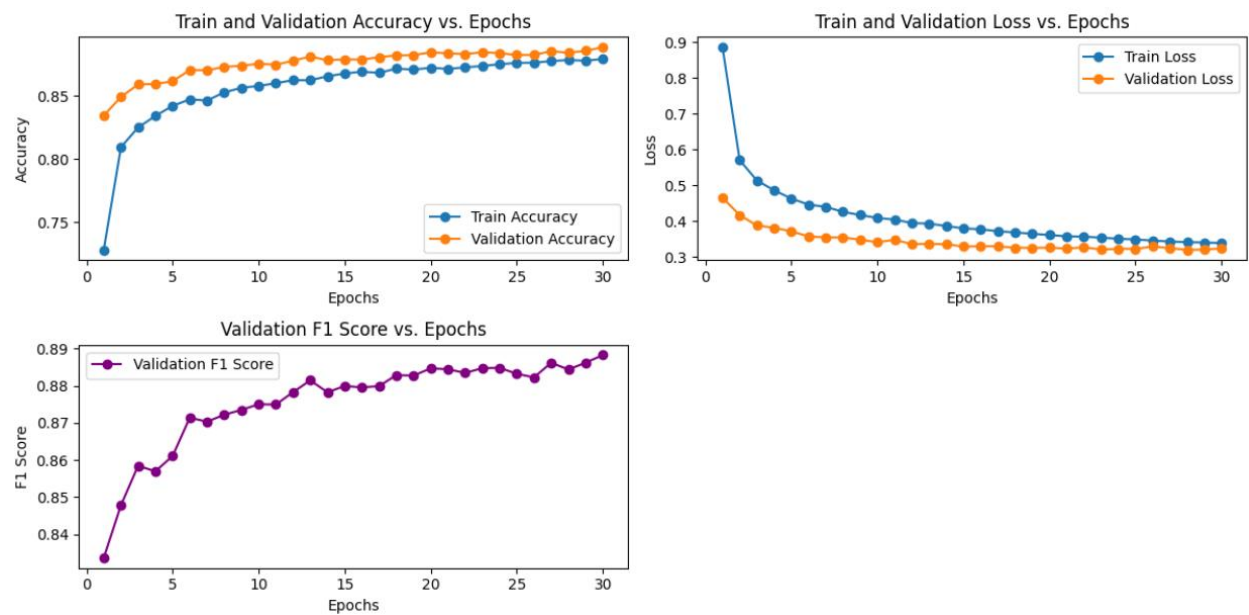 Train and Validation Accuracy vs. Epochs
Accuracy
0.85
0.80
0.75
Train Accuracy
Validation Accuracy
0 5 10 15 20 25 30
Epochs
Train and Validation Loss vs. Epochs
Loss
0.9
0.8
0.7
0.6
0.5
0.4
0.3
Train Loss
Validation Loss
0 5 10 15 20 25 30
Epochs
Validation F1 Score vs. Epochs
F1 Score
0.89
0.88
0.87
0.86
0.85
0.84
Validation F1 Score
0 5 10 15 20 25 30
Epochs